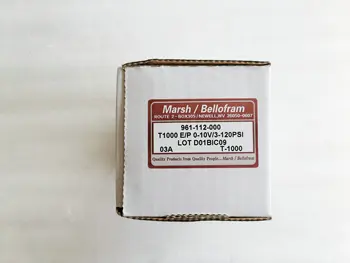 Marsh / Bellofram
ROUTE 2 - BOX305/NEWELL,WV 26050-9607
961-112-000
T1000 E/P 0-10V/3-120PSI
LOT D01BIC09
03A T-1000
Quality Products from Quality People... Marsh / Bellofram